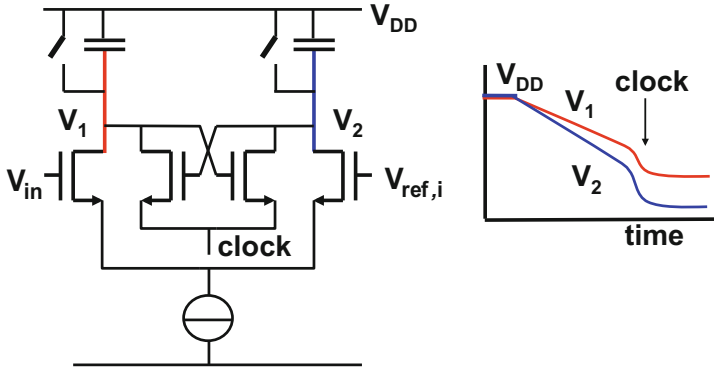 V_DD
V_1
V_2
V_in
V_ref,i
clock
V_DD
clock
V_1
V_2
time